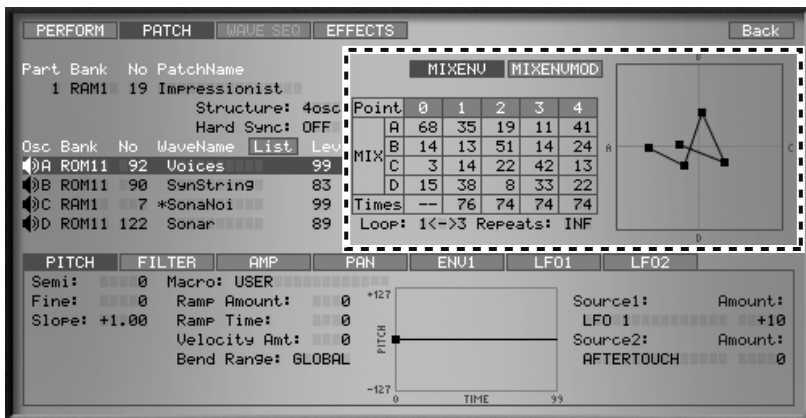 PERFORM PATCH WAVE SEQ EFFECTS Back
Part Bank No PatchName
1 RAM1 19 Impressionist
Structure: 4osc
Hard Sync: OFF
Osc Bank No WaveName List Lev
A ROM11 92 Voices 99
B ROM11 90 SynString 83
C RAM1 7 *SonaNoi 99
D ROM11 122 Sonar 89
MIXENV MIXENVMOD
Point 0 1 2 3 4
MIX
A 68 35 19 11 41
B 14 13 51 14 24
C 3 14 22 42 13
D 15 38 8 33 22
Times -- 76 74 74 74
Loop: 1<->3 Repeats: INF
B
A C
D
PITCH FILTER AMP PAN ENV1 LFO1 LFO2
Semi: 0 Macro: USER
Fine: 0 Ramp Amount: 0
Slope: +1.00 Ramp Time: 0
Velocity Amt: 0
Bend Range: GLOBAL
+127
PITCH
-127
0 TIME 99
Source1: Amount:
LFO 1 +10
Source2: Amount:
AFTERTOUCH 0